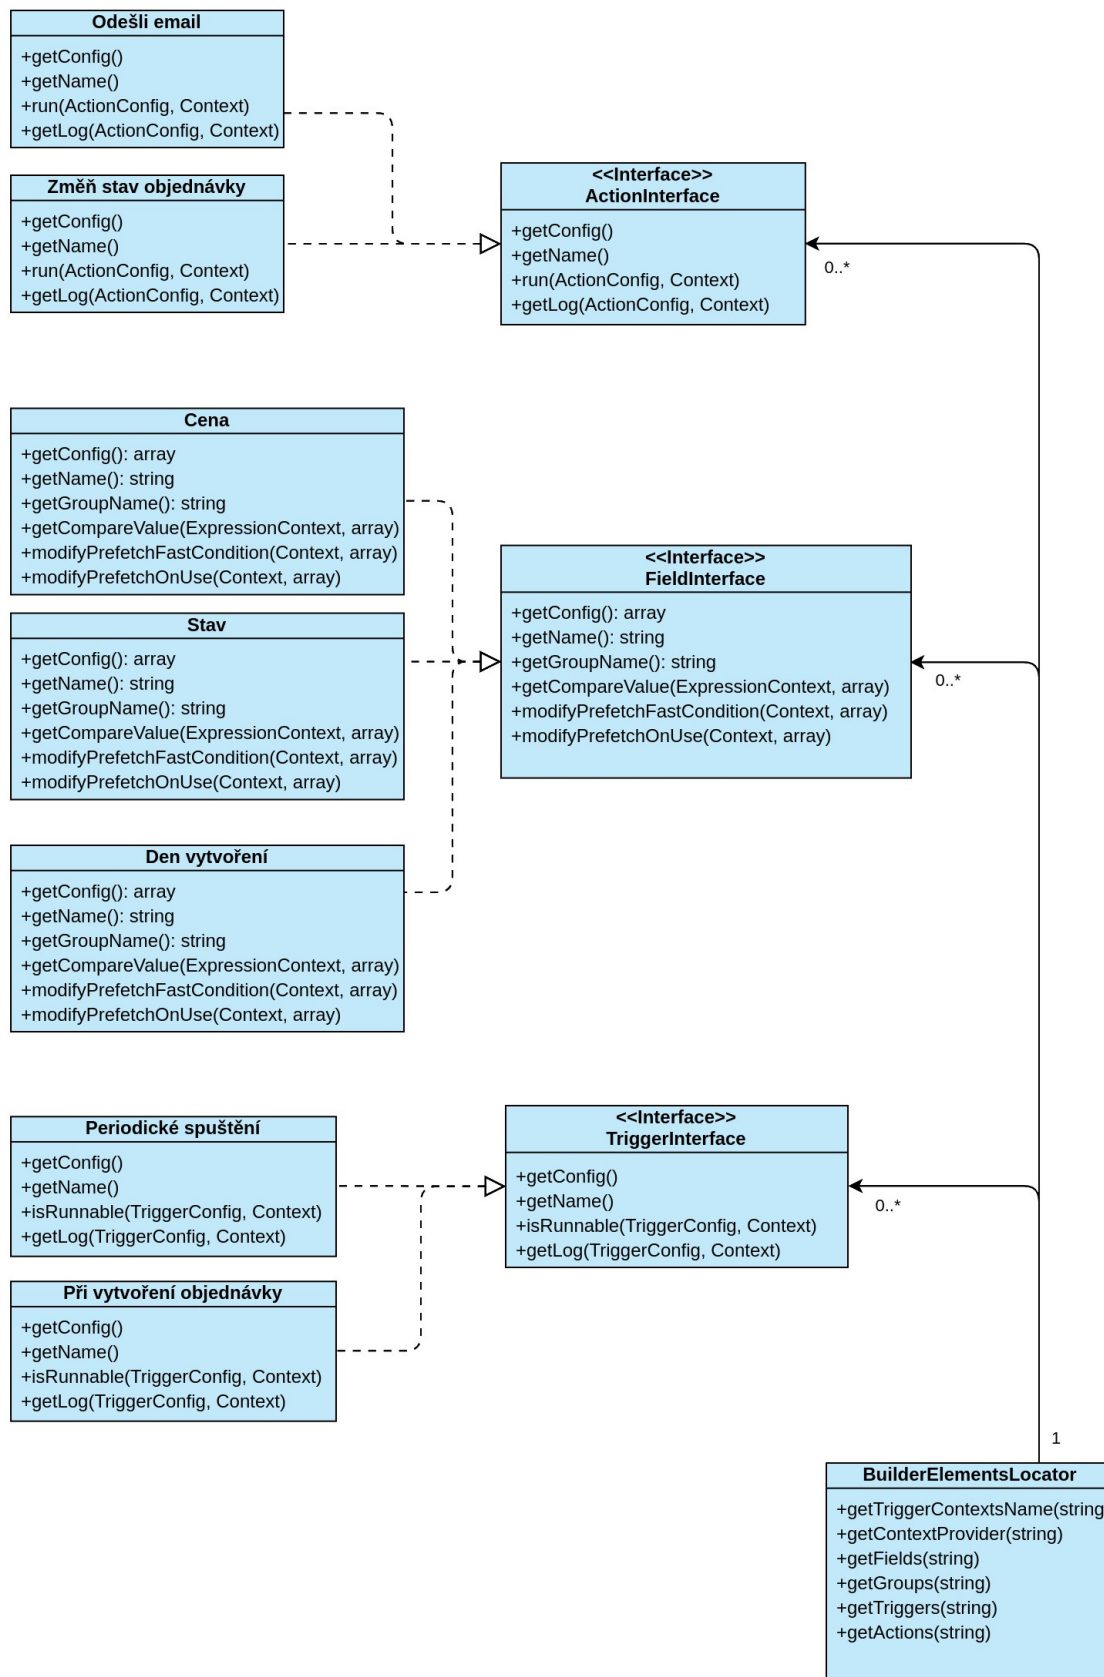 Odešli email
+getConfig()
+getName()
+run(ActionConfig, Context)
+getLog(ActionConfig, Context)
Změň stav objednávky
+getConfig()
+getName()
+run(ActionConfig, Context)
+getLog(ActionConfig, Context)
<<Interface>>
ActionInterface
+getConfig()
+getName()
+run(ActionConfig, Context)
+getLog(ActionConfig, Context)
0..*
Cena
+getConfig(): array
+getName(): string
+getGroupName(): string
+getCompareValue(ExpressionContext, array)
+modifyPrefetchFastCondition(Context, array)
+modifyPrefetchOnUse(Context, array)
Stav
+getConfig(): array
+getName(): string
+getGroupName(): string
+getCompareValue(ExpressionContext, array)
+modifyPrefetchFastCondition(Context, array)
+modifyPrefetchOnUse(Context, array)
Den vytvoření
+getConfig(): array
+getName(): string
+getGroupName(): string
+getCompareValue(ExpressionContext, array)
+modifyPrefetchFastCondition(Context, array)
+modifyPrefetchOnUse(Context, array)
<<Interface>>
FieldInterface
+getConfig(): array
+getName(): string
+getGroupName(): string
+getCompareValue(ExpressionContext, array)
+modifyPrefetchFastCondition(Context, array)
+modifyPrefetchOnUse(Context, array)
0..*
Periodické spuštění
+getConfig()
+getName()
+isRunnable(TriggerConfig, Context)
+getLog(TriggerConfig, Context)
Při vytvoření objednávky
+getConfig()
+getName()
+isRunnable(TriggerConfig, Context)
+getLog(TriggerConfig, Context)
<<Interface>>
TriggerInterface
+getConfig()
+getName()
+isRunnable(TriggerConfig, Context)
+getLog(TriggerConfig, Context)
0..*
1
BuilderElementsLocator
+getTriggerContextsName(string
+getContextProvider(string)
+getFields(string)
+getGroups(string)
+getTriggers(string)
+getActions(string)